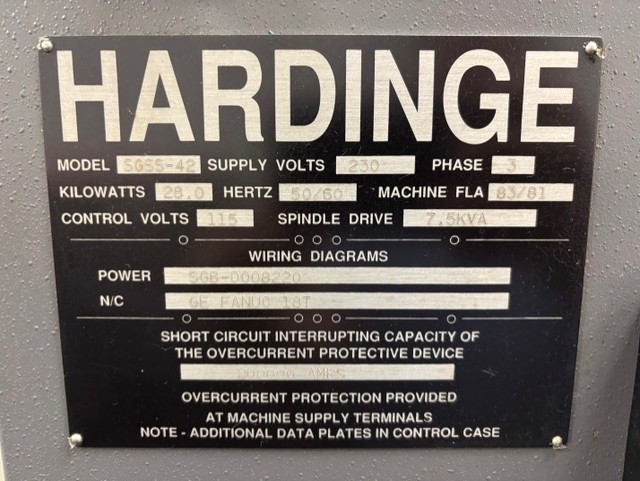 HARDINGE
MODEL SGSS-42 SUPPLY VOLTS 230 PHASE 3
KILOWATTS 28.0 HERTZ 50/60 MACHINE FLA 83/81
CONTROL VOLTS 115 SPINDLE DRIVE 7.5KVA
WIRING DIAGRAMS
POWER SGB-0008220
N/C GE FANUC 18T
SHORT CIRCUIT INTERRUPTING CAPACITY OF
THE OVERCURRENT PROTECTIVE DEVICE
AMPS
OVERCURRENT PROTECTION PROVIDED
AT MACHINE SUPPLY TERMINALS
NOTE - ADDITIONAL DATA PLATES IN CONTROL CASE